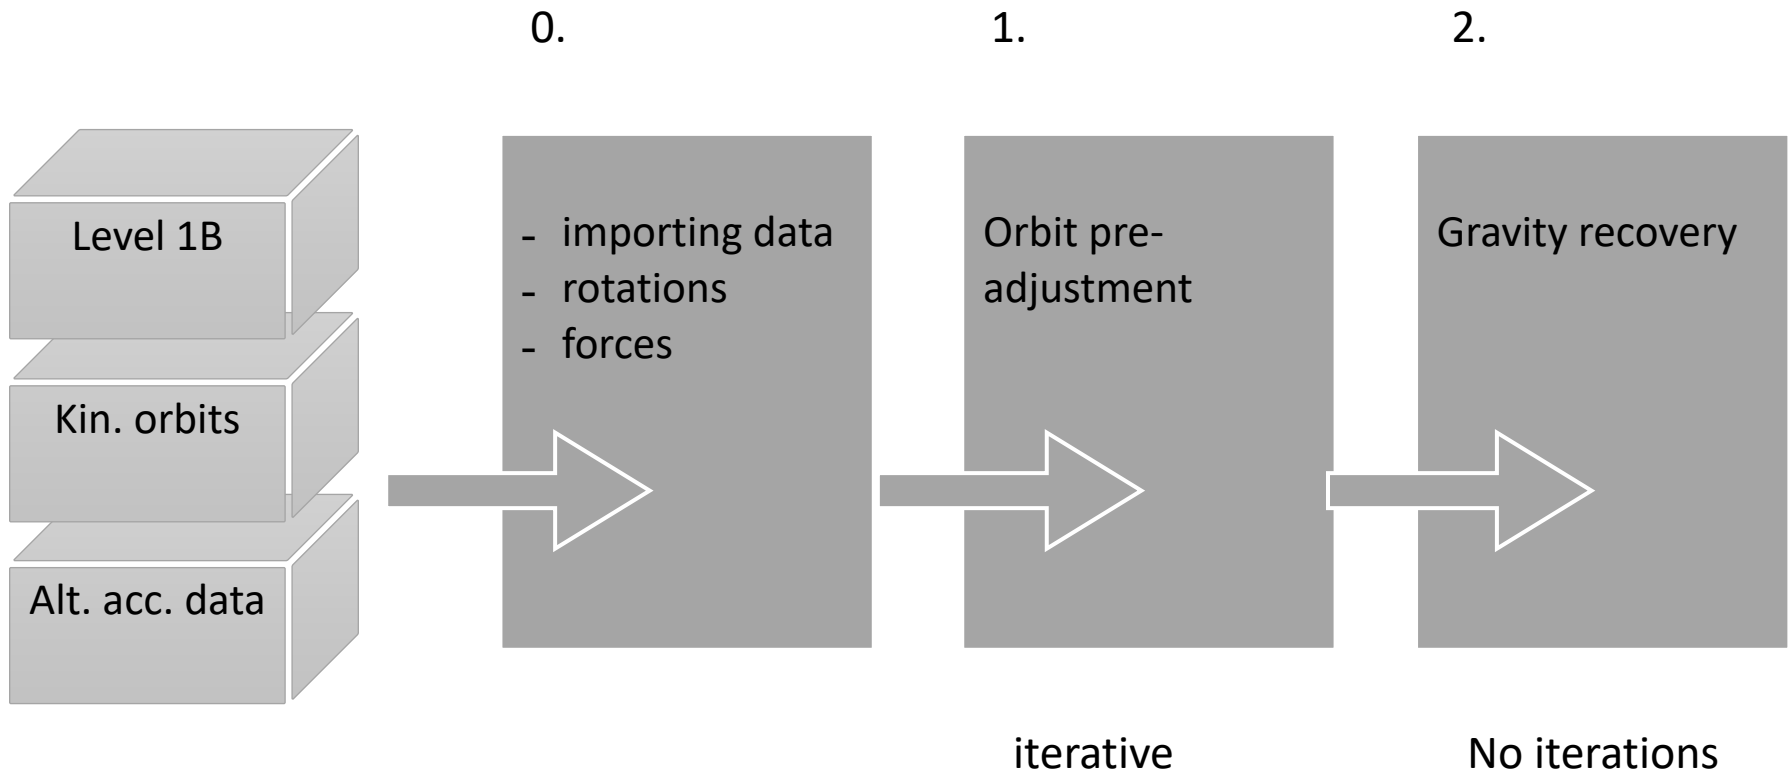 0.
1.
2.
Level 1B
Kin. orbits
Alt. acc. data
- importing data
- rotations
- forces
Orbit pre-
adjustment
Gravity recovery
iterative
No iterations